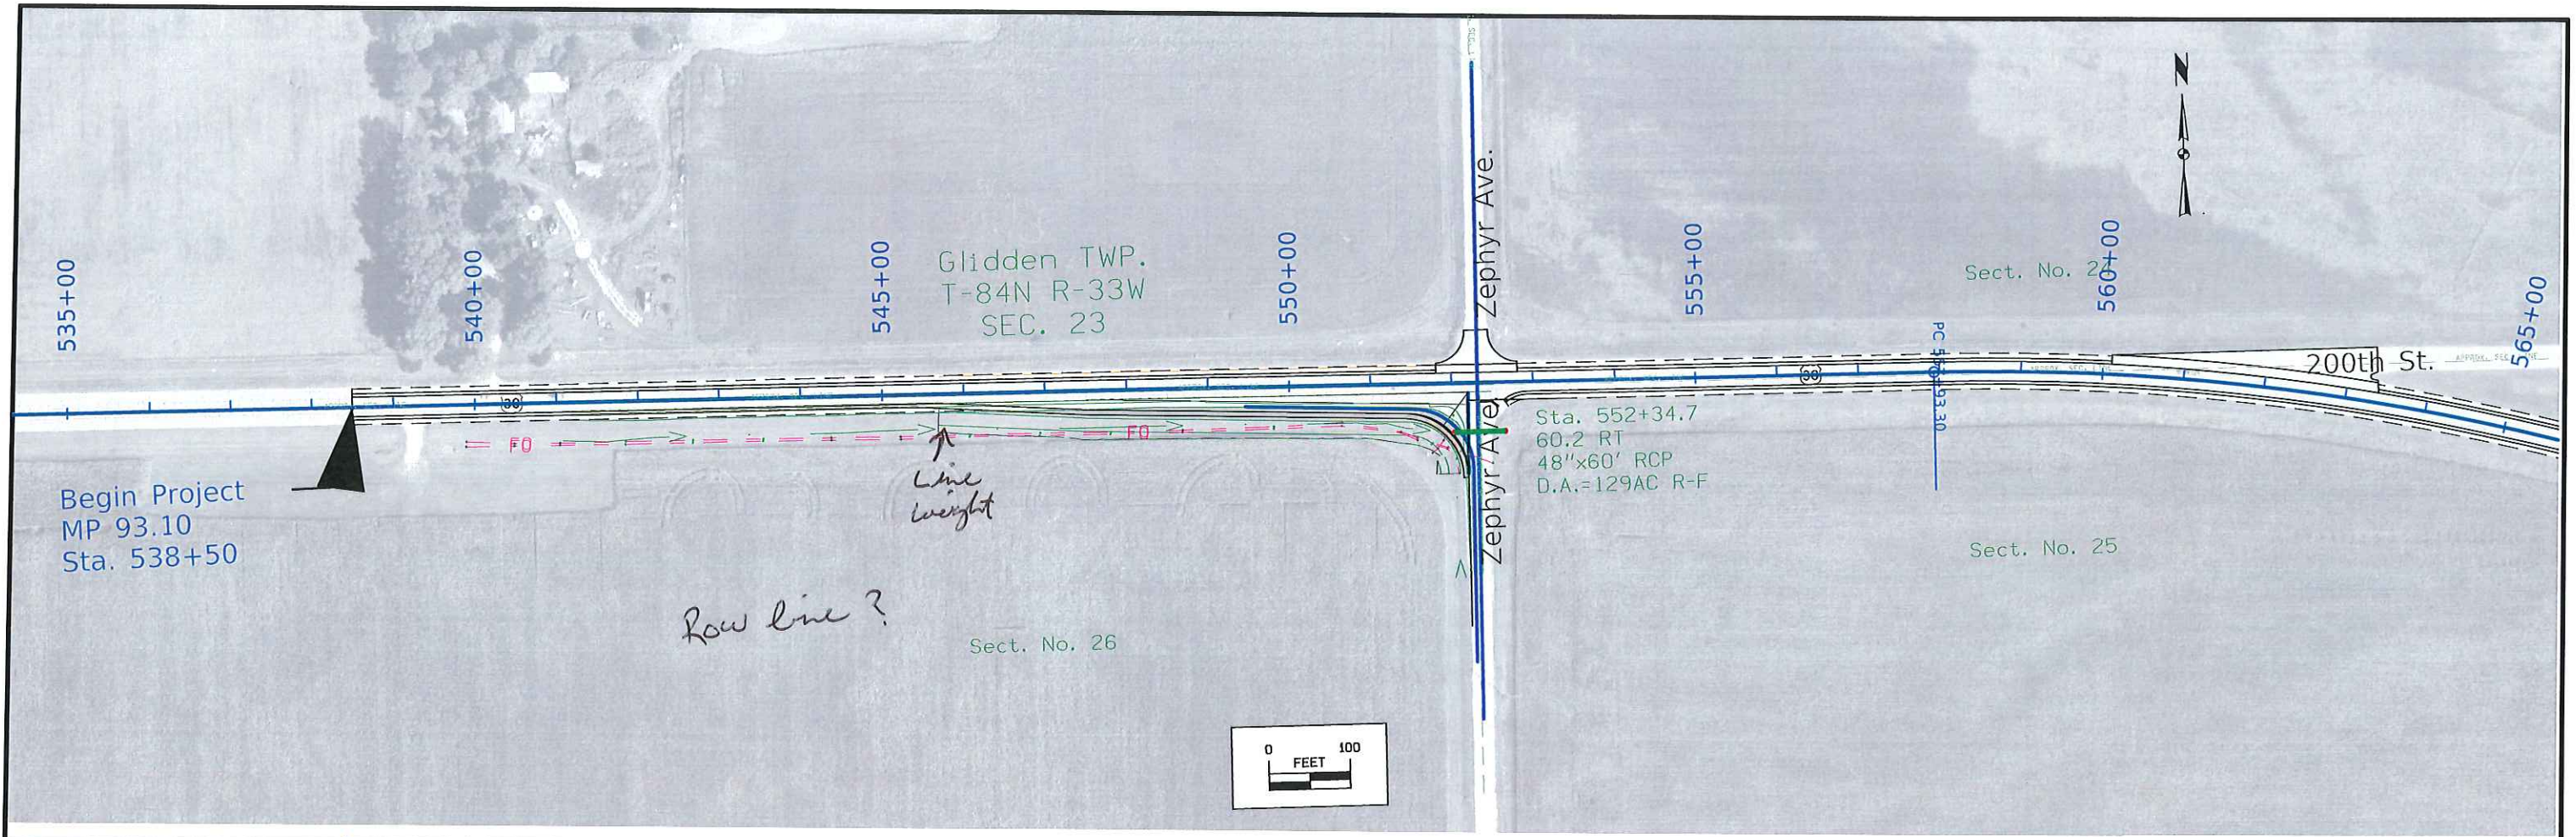 N
Zephyr Ave.
535+00
540+00
545+00
550+00
555+00
560+00
565+00
Glidden TWP.
T-84N R-33W
SEC. 23
Sect. No. 24
200th St.
30
30
FO
FO
Line
Weight
Begin Project
MP 93.10
Sta. 538+50
Zephyr Ave.
Sta. 552+34.7
60.2 RT
48"x60' RCP
D.A.=129AC R-F
Sect. No. 25
Row line ?
Sect. No. 26
0 100
FEET